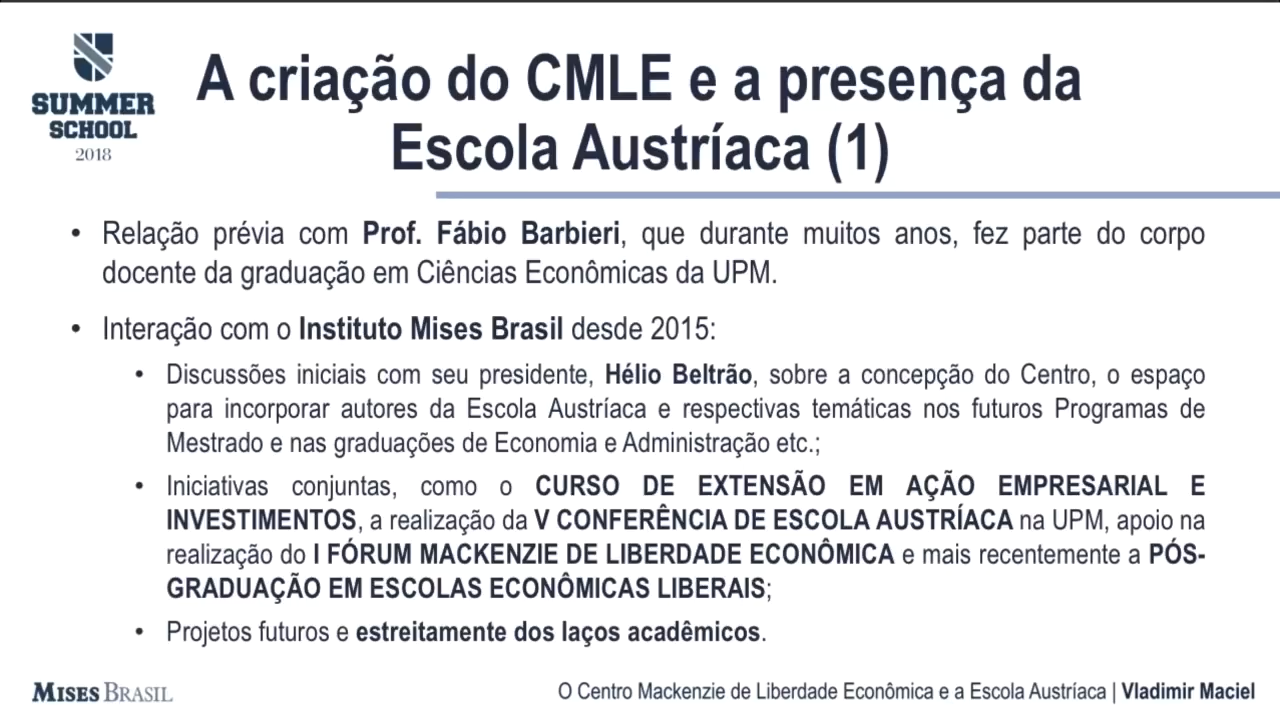 SUMMER
SCHOOL
2018
A criação do CMLE e a presença da
Escola Austríaca (1)
• Relação prévia com Prof. Fábio Barbieri, que durante muitos anos, fez parte do corpo
docente da graduação em Ciências Econômicas da UPM.
• Interação com o Instituto Mises Brasil desde 2015:
• Discussões iniciais com seu presidente, Hélio Beltrão, sobre a concepção do Centro, o espaço
para incorporar autores da Escola Austríaca e respectivas temáticas nos futuros Programas de
Mestrado e nas graduações de Economia e Administração etc.;
• Iniciativas conjuntas, como o CURSO DE EXTENSÃO EM AÇÃO EMPRESARIAL E
INVESTIMENTOS, a realização da V CONFERÊNCIA DE ESCOLA AUSTRÍACA na UPM, apoio na
realização do I FÓRUM MACKENZIE DE LIBERDADE ECONÔMICA e mais recentemente a PÓS-
GRADUAÇÃO EM ESCOLAS ECONÔMICAS LIBERAIS;
• Projetos futuros e estreitamente dos laços acadêmicos.
MISES BRASIL
O Centro Mackenzie de Liberdade Econômica e a Escola Austríaca | Vladimir Maciel